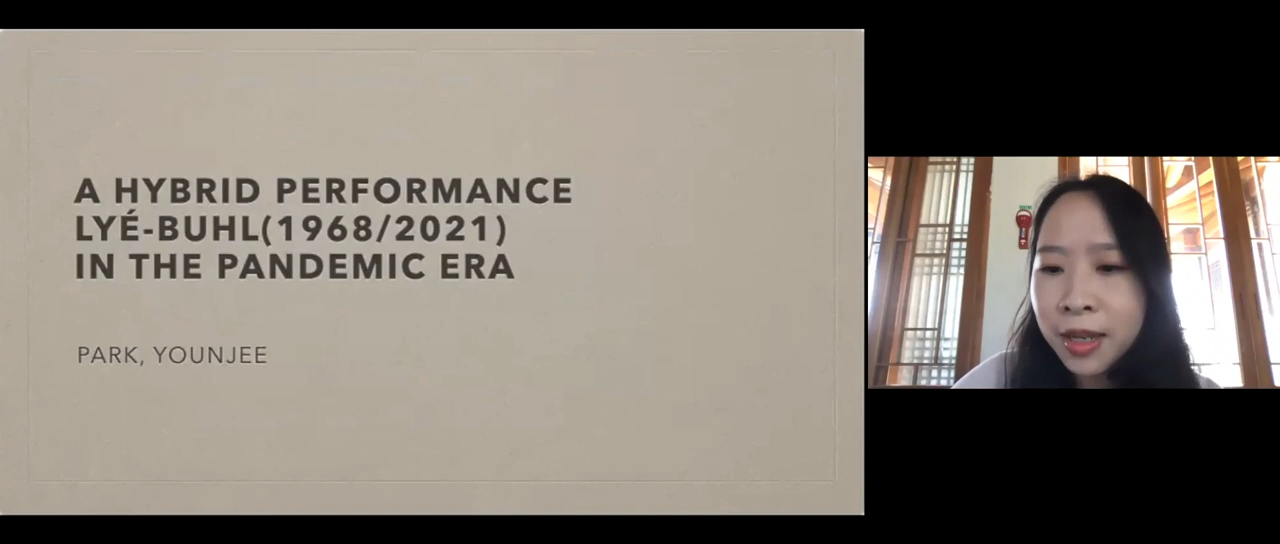 A HYBRID PERFORMANCE
LYÉ-BUHL(1968/2021)
IN THE PANDEMIC ERA
PARK, YOUNJEE